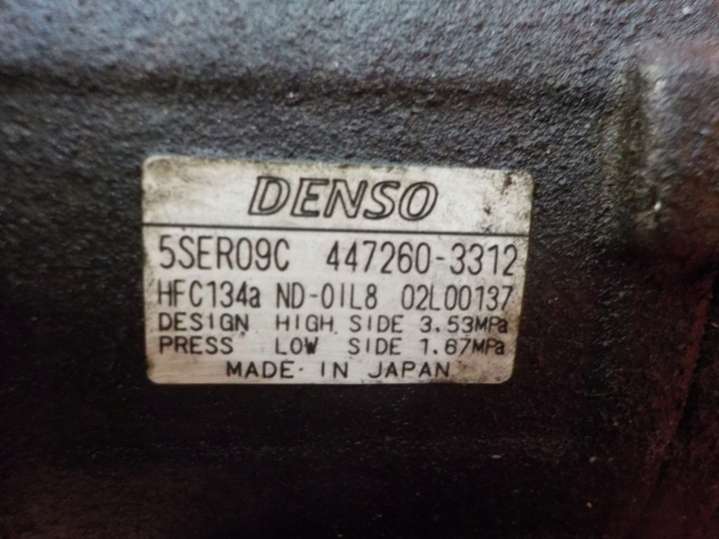 DENSO
5SER09C 447260-3312
HFC134a ND-OIL8 02L00137
DESIGN HIGH SIDE 3.53MPa
PRESS LOW SIDE 1.67MPa
MADE IN JAPAN